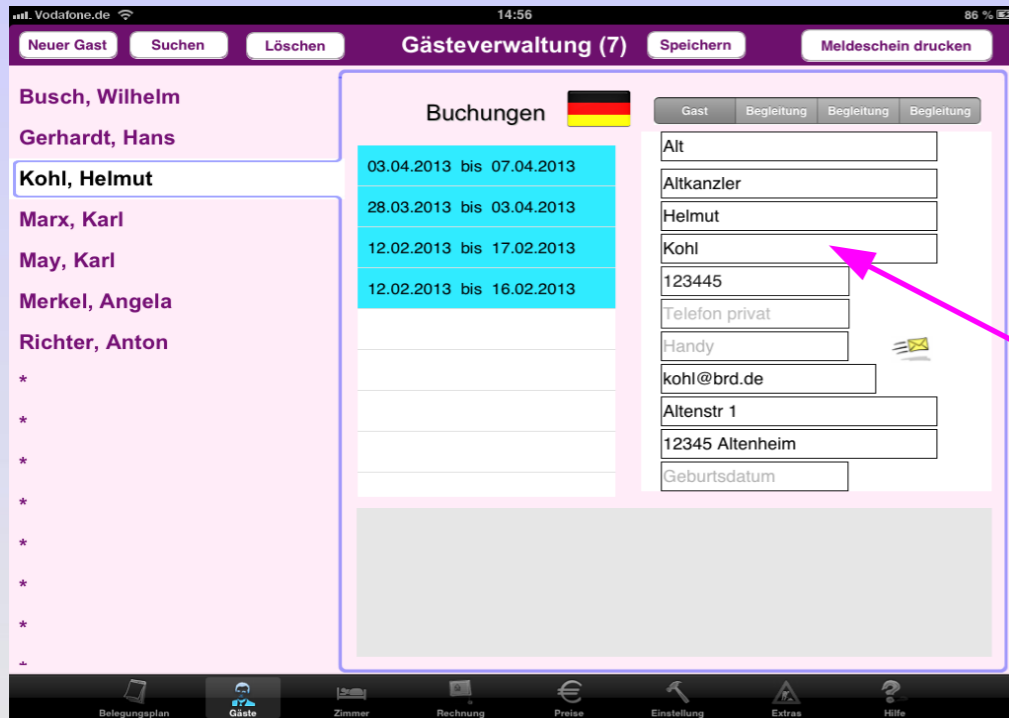 Vodafone.de 14:56 86 %
Neuer Gast Suchen Löschen Gästeverwaltung (7) Speichern Meldeschein drucken
Busch, Wilhelm
Gerhardt, Hans
Kohl, Helmut
Marx, Karl
May, Karl
Merkel, Angela
Richter, Anton
*
*
*
*
*
*
*
*
Buchungen
03.04.2013 bis 07.04.2013
28.03.2013 bis 03.04.2013
12.02.2013 bis 17.02.2013
12.02.2013 bis 16.02.2013
Gast Begleitung Begleitung Begleitung
Alt
Altkanzler
Helmut
Kohl
123445
Telefon privat
Handy
kohl@brd.de
Altenstr 1
12345 Altenheim
Geburtsdatum
Belegungsplan Gäste Zimmer Rechnung Preise Einstellung Extras Hilfe